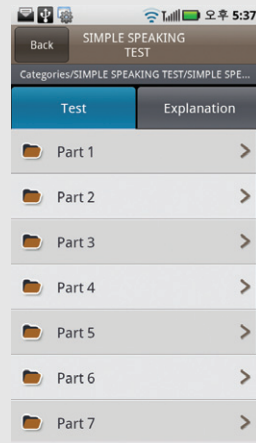 오후 5:37
Back
SIMPLE SPEAKING
TEST
Categories/SIMPLE SPEAKING TEST/SIMPLE SPE...
Test
Explanation
Part 1
Part 2
Part 3
Part 4
Part 5
Part 6
Part 7